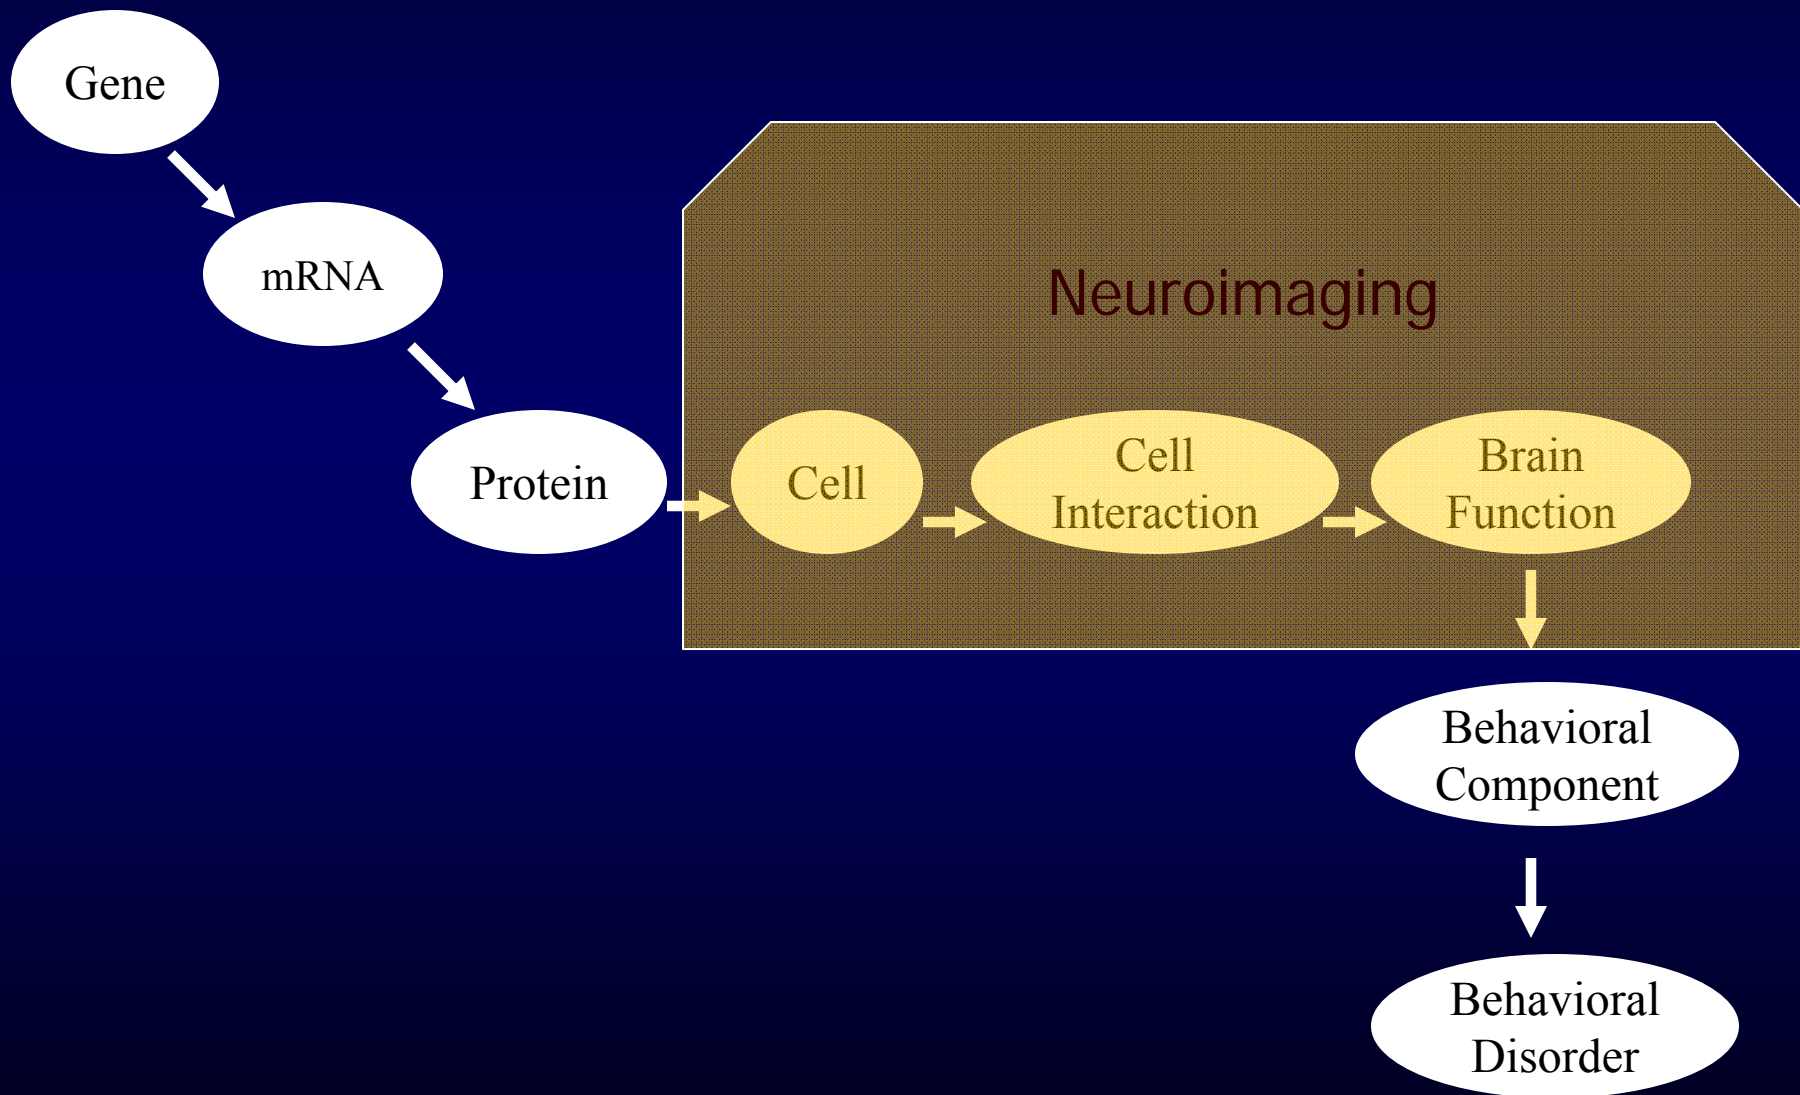 Gene
mRNA
Neuroimaging
Protein
Cell
Cell
Interaction
Brain
Function
Behavioral
Component
Behavioral
Disorder